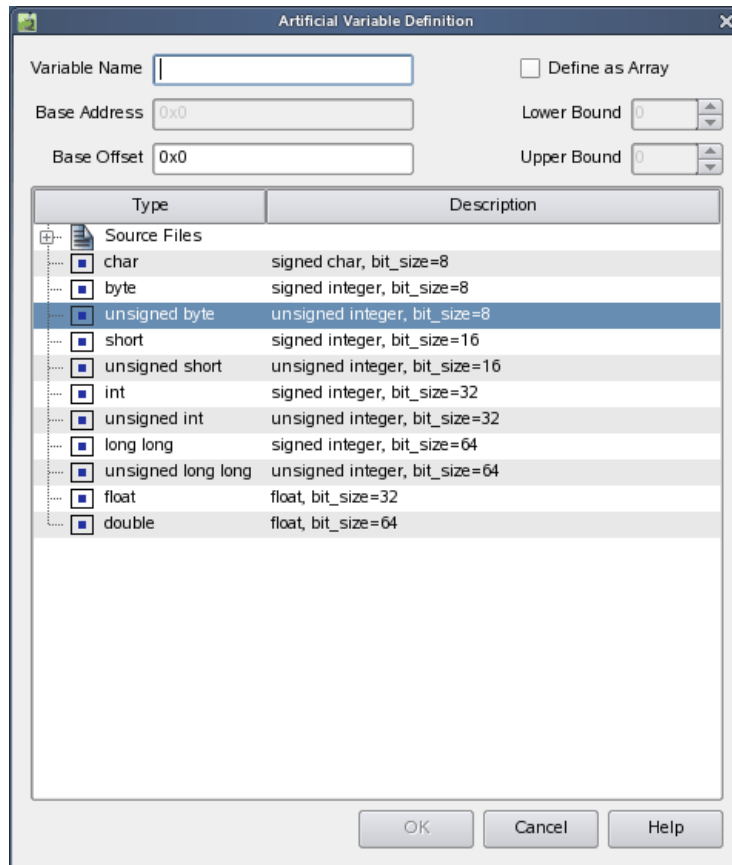 Artificial Variable Definition
Variable Name Define as Array
Base Address 0x0 Lower Bound 0
Base Offset 0x0 Upper Bound 0
Type Description
Source Files
char signed char, bit_size=8
byte signed integer, bit_size=8
unsigned byte unsigned integer, bit_size=8
short signed integer, bit_size=16
unsigned short unsigned integer, bit_size=16
int signed integer, bit_size=32
unsigned int unsigned integer, bit_size=32
long long signed integer, bit_size=64
unsigned long long unsigned integer, bit_size=64
float float, bit_size=32
double float, bit_size=64
OK Cancel Help